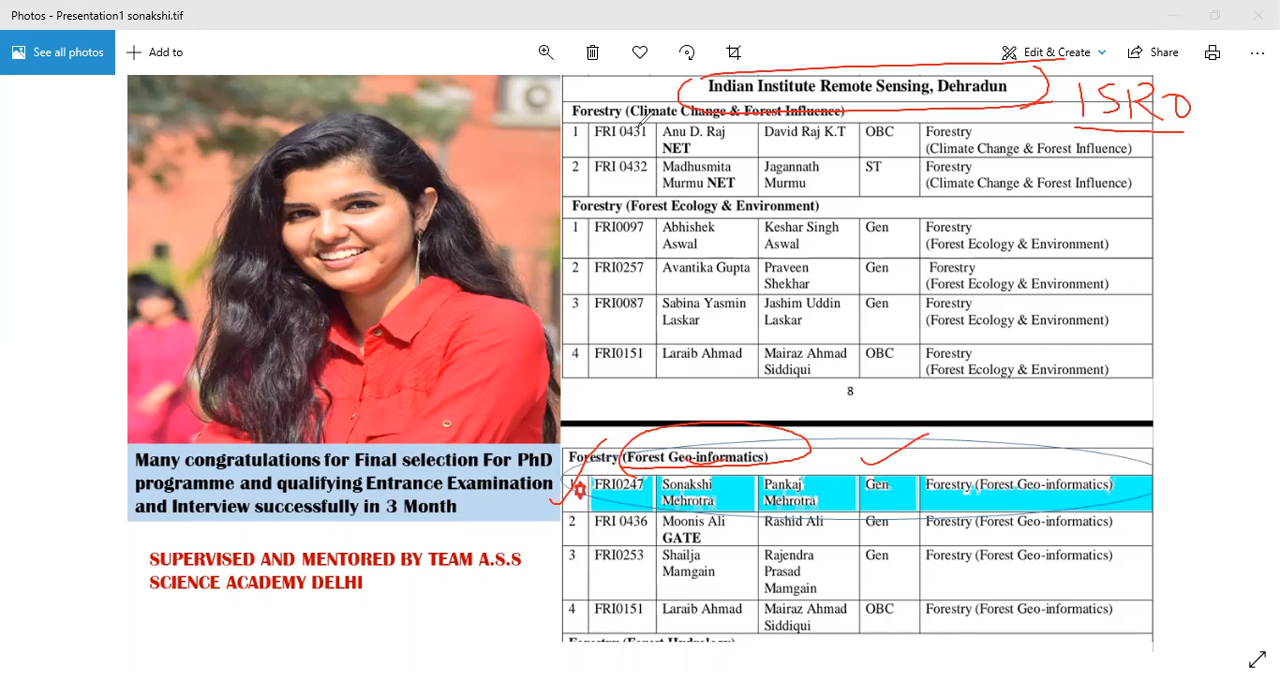 Photos - Presentation1 sonakshi.tif
See all photos
Add to
Edit & Create
Share
Indian Institute Remote Sensing, Dehradun
ISRO
Forestry (Climate Change & Forest Influence)
1 FRI 0431 Anu D. Raj NET David Raj K.T OBC Forestry (Climate Change & Forest Influence)
2 FRI 0432 Madhusmita Murmu NET Jagannath Murmu ST Forestry (Climate Change & Forest Influence)
Forestry (Forest Ecology & Environment)
1 FRI0097 Abhishek Aswal Keshar Singh Aswal Gen Forestry (Forest Ecology & Environment)
2 FRI0257 Avantika Gupta Praveen Shekhar Gen Forestry (Forest Ecology & Environment)
3 FRI0087 Sabina Yasmin Laskar Jashim Uddin Laskar Gen Forestry (Forest Ecology & Environment)
4 FRI0151 Laraib Ahmad Mairaz Ahmad Siddiqui OBC Forestry (Forest Ecology & Environment)
8
Forestry (Forest Geo-informatics)
1 FRI0247 Sonakshi Mehrotra Pankaj Mehrotra Gen Forestry (Forest Geo-informatics)
2 FRI 0436 Moonis Ali GATE Rashid Ali Gen Forestry (Forest Geo-informatics)
3 FRI0253 Shailja Mamgain Rajendra Prasad Mamgain Gen Forestry (Forest Geo-informatics)
4 FRI0151 Laraib Ahmad Mairaz Ahmad Siddiqui OBC Forestry (Forest Geo-informatics)
Forestry (Forest Hydrology)
Many congratulations for Final selection For PhD
programme and qualifying Entrance Examination
and Interview successfully in 3 Month
SUPERVISED AND MENTORED BY TEAM A.S.S
SCIENCE ACADEMY DELHI